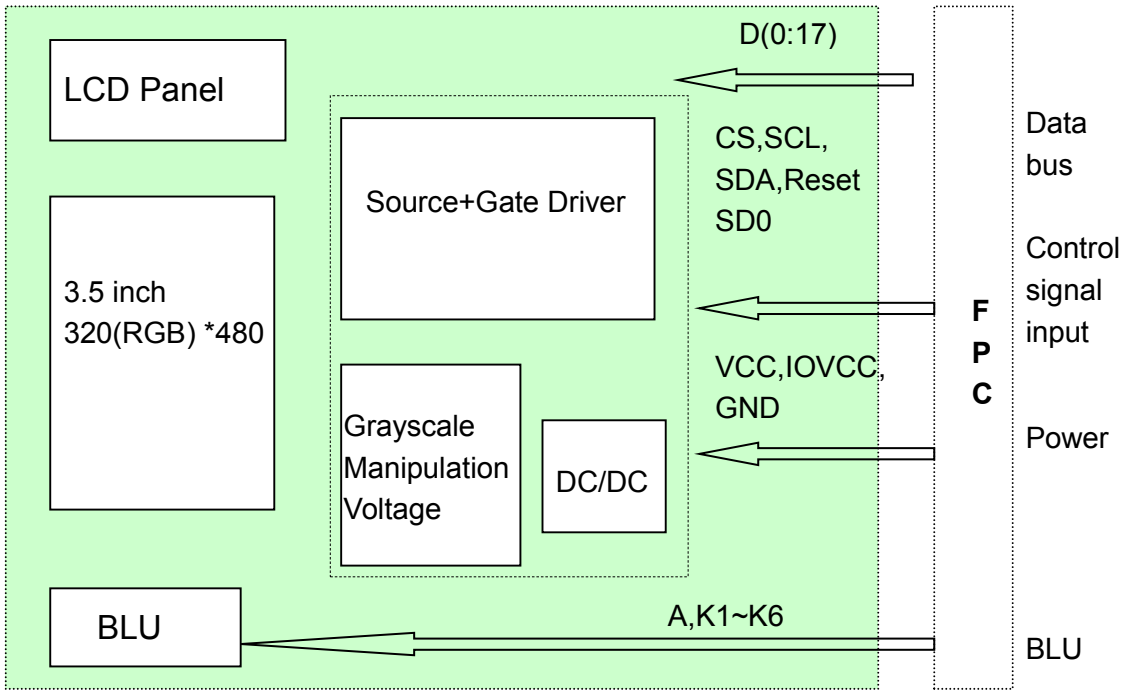 LCD Panel
3.5 inch
320(RGB) *480
BLU
Source+Gate Driver
Grayscale
Manipulation
Voltage
DC/DC
D(0:17)
CS,SCL,
SDA,Reset
SD0
VCC,IOVCC,
GND
A,K1~K6
F
P
C
Data
bus
Control
signal
input
Power
BLU